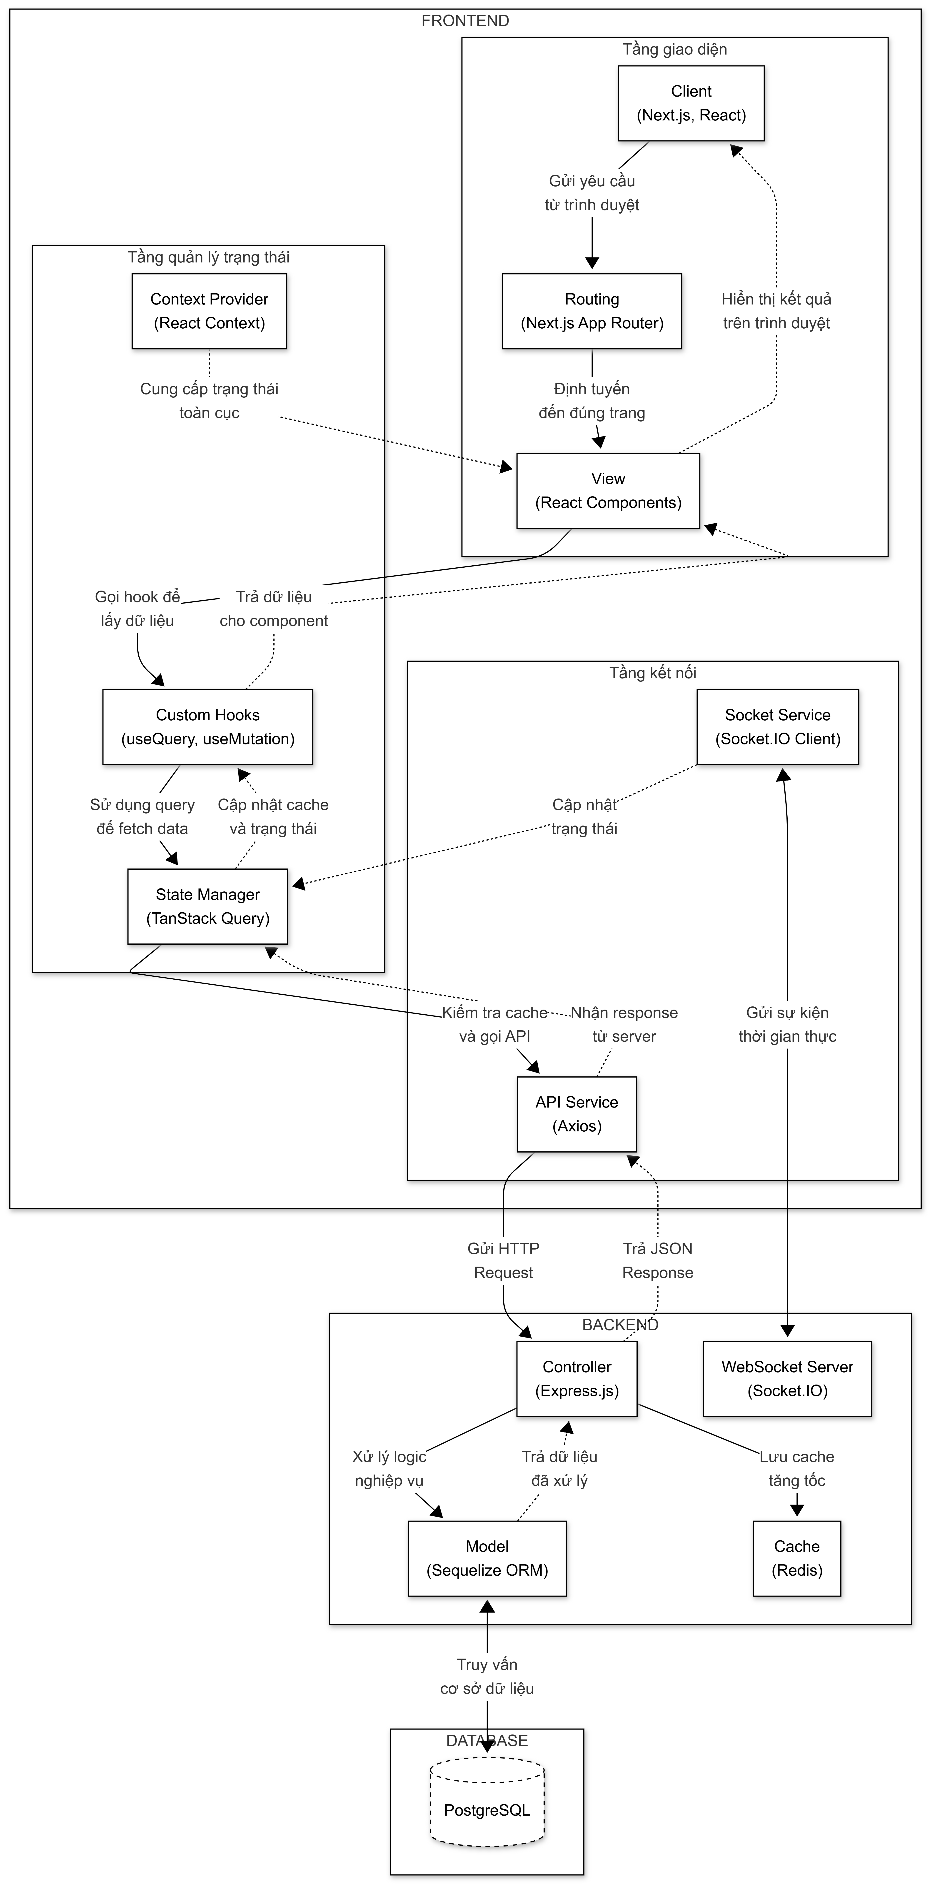 FRONTEND
Tầng giao diện
Client
(Next.js, React)
Gửi yêu cầu
từ trình duyệt
Tầng quản lý trạng thái
Context Provider
(React Context)
Routing
(Next.js App Router)
Hiển thị kết quả
trên trình duyệt
Cung cấp trạng thái
toàn cục
Định tuyến
đến đúng trang
View
(React Components)
Gọi hook để
lấy dữ liệu
Trả dữ liệu
cho component
Tầng kết nối
Custom Hooks
(useQuery, useMutation)
Socket Service
(Socket.IO Client)
Sử dụng query
để fetch data
Cập nhật cache
và trạng thái
Cập nhật
trạng thái
State Manager
(TanStack Query)
Kiểm tra cache
và gọi API
Nhận response
từ server
Gửi sự kiện
thời gian thực
API Service
(Axios)
Gửi HTTP
Request
Trả JSON
Response
BACKEND
Controller
(Express.js)
WebSocket Server
(Socket.IO)
Xử lý logic
nghiệp vụ
Trả dữ liệu
đã xử lý
Lưu cache
tăng tốc
Model
(Sequelize ORM)
Cache
(Redis)
Truy vấn
cơ sở dữ liệu
DATABASE
PostgreSQL